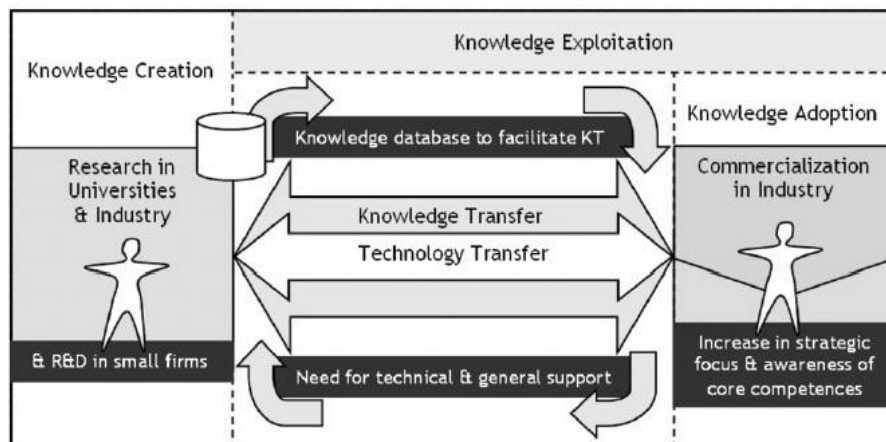 Knowledge Exploitation
Knowledge Creation
Knowledge Adoption
Knowledge database to facilitate KT
Research in
Universities
& Industry
Commercialization
in Industry
Knowledge Transfer
Technology Transfer
& R&D in small firms
Need for technical & general support
Increase in strategic
focus & awareness of
core competences